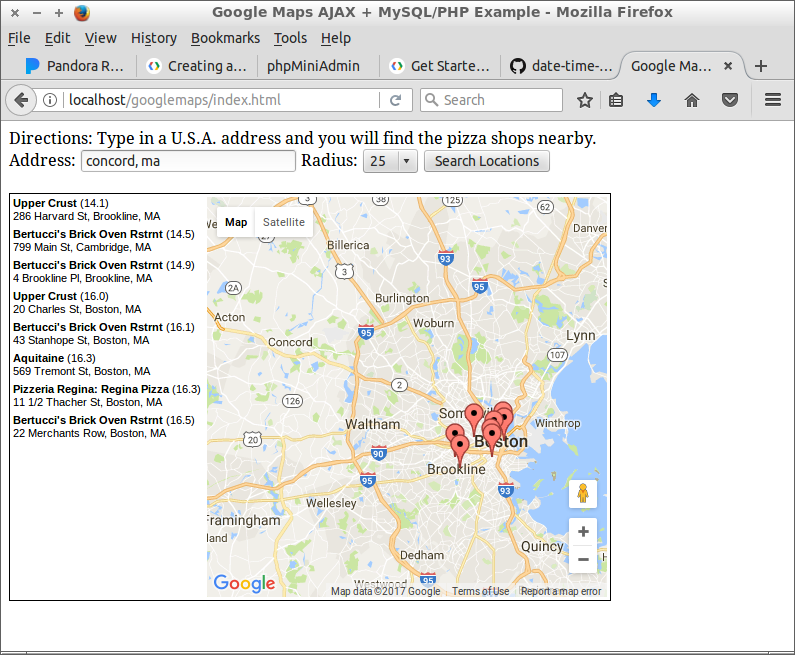 Google Maps AJAX + MySQL/PHP Example - Mozilla Firefox
File Edit View History Bookmarks Tools Help
Pandora R... Creating a... phpMiniAdmin Get Starte... date-time-... Google Ma...
localhost/googlemaps/index.html Search
Directions: Type in a U.S.A. address and you will find the pizza shops nearby.
Address: concord, ma Radius: 25 Search Locations
Upper Crust (14.1)
286 Harvard St, Brookline, MA
Bertucci's Brick Oven Rstrnt (14.5)
799 Main St, Cambridge, MA
Bertucci's Brick Oven Rstrnt (14.9)
4 Brookline Pl, Brookline, MA
Upper Crust (16.0)
20 Charles St, Boston, MA
Bertucci's Brick Oven Rstrnt (16.1)
43 Stanhope St, Boston, MA
Aquitaine (16.3)
569 Tremont St, Boston, MA
Pizzeria Regina: Regina Pizza (16.3)
11 1/2 Thacher St, Boston, MA
Bertucci's Brick Oven Rstrnt (16.5)
22 Merchants Row, Boston, MA
3 38 125
62
Map Satellite
Danver
27
Billerica
93
3
95
2A
Burlington
Acton
Woburn
95
Lynn
Concord
107
2
126
Waltham
Winthrop
20
Boston
90
Brookline
95
93
Wellesley
Framingham
land
Quincy
Dedham
95
Westwood
Google
Map data ©2017 Google Terms of Use Report a map error